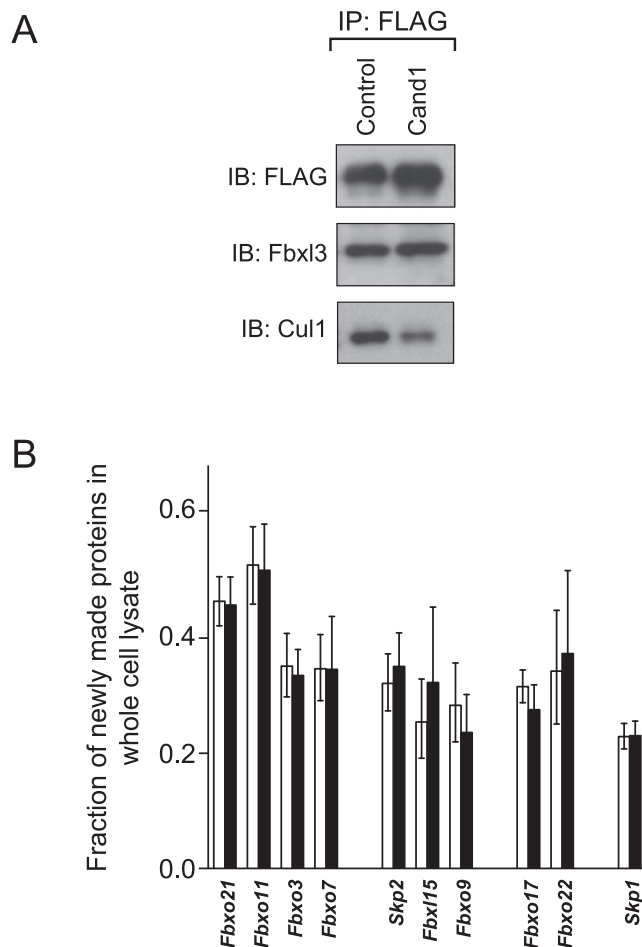 A
IP: FLAG
Control
Cand1
IB: FLAG
IB: Fbxl3
IB: Cul1
B
Fraction of newly made proteins in
whole cell lysate
0.6
0.4
0.2
0.0
Fbxo21
Fbxo11
Fbxo3
Fbxo7
Skp2
Fbxl15
Fbxo9
Fbxo17
Fbxo22
Skp1